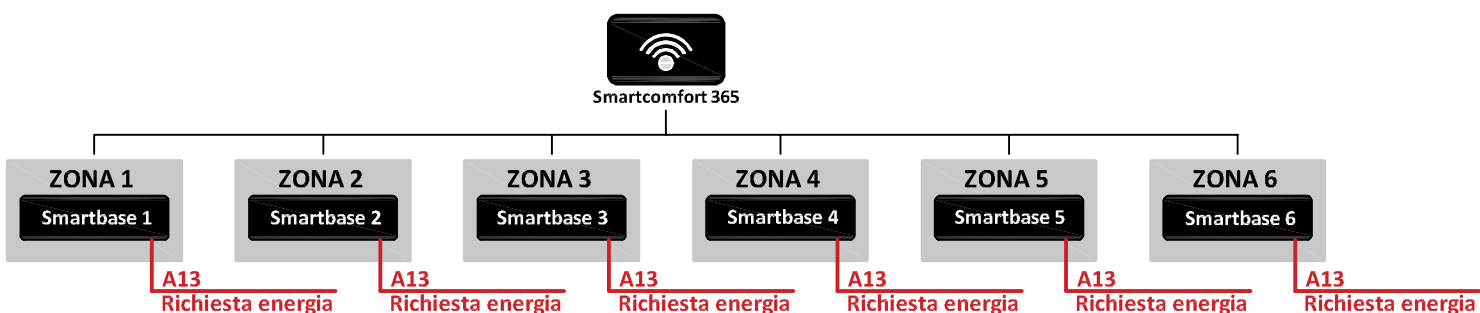 Smartcomfort 365
ZONA 1
Smartbase 1
A13
Richiesta energia
ZONA 2
Smartbase 2
A13
Richiesta energia
ZONA 3
Smartbase 3
A13
Richiesta energia
ZONA 4
Smartbase 4
A13
Richiesta energia
ZONA 5
Smartbase 5
A13
Richiesta energia
ZONA 6
Smartbase 6
A13
Richiesta energia